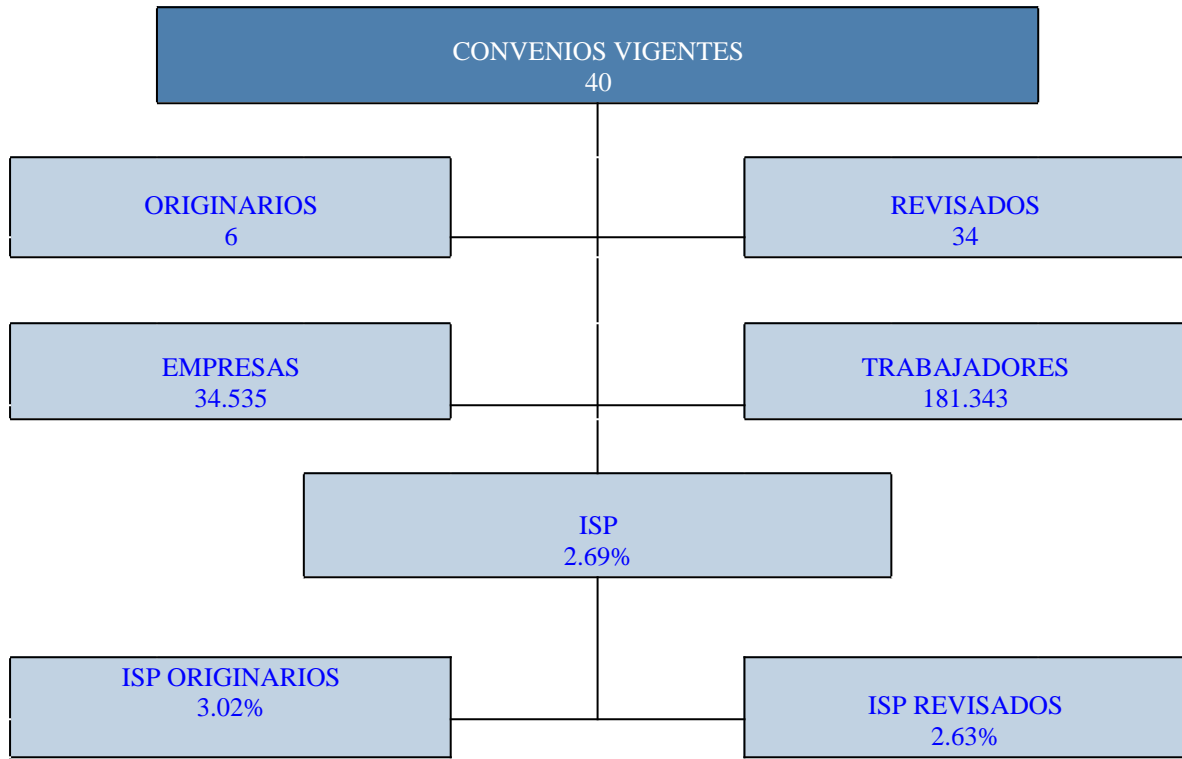 CONVENIOS VIGENTES
40
ORIGINARIOS
6
REVISADOS
34
EMPRESAS
34.535
TRABAJADORES
181.343
ISP
2.69%
ISP ORIGINARIOS
3.02%
ISP REVISADOS
2.63%